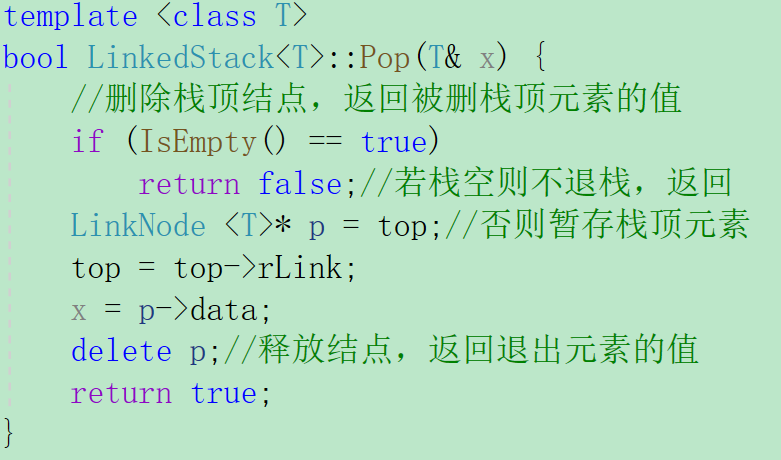 template <class T>
bool LinkedStack<T>::Pop(T& x) {
//删除栈顶结点，返回被删栈顶元素的值
if (IsEmpty() == true)
return false;//若栈空则不退栈，返回
LinkNode <T>* p = top;//否则暂存栈顶元素
top = top->rLink;
x = p->data;
delete p;//释放结点，返回退出元素的值
return true;
}